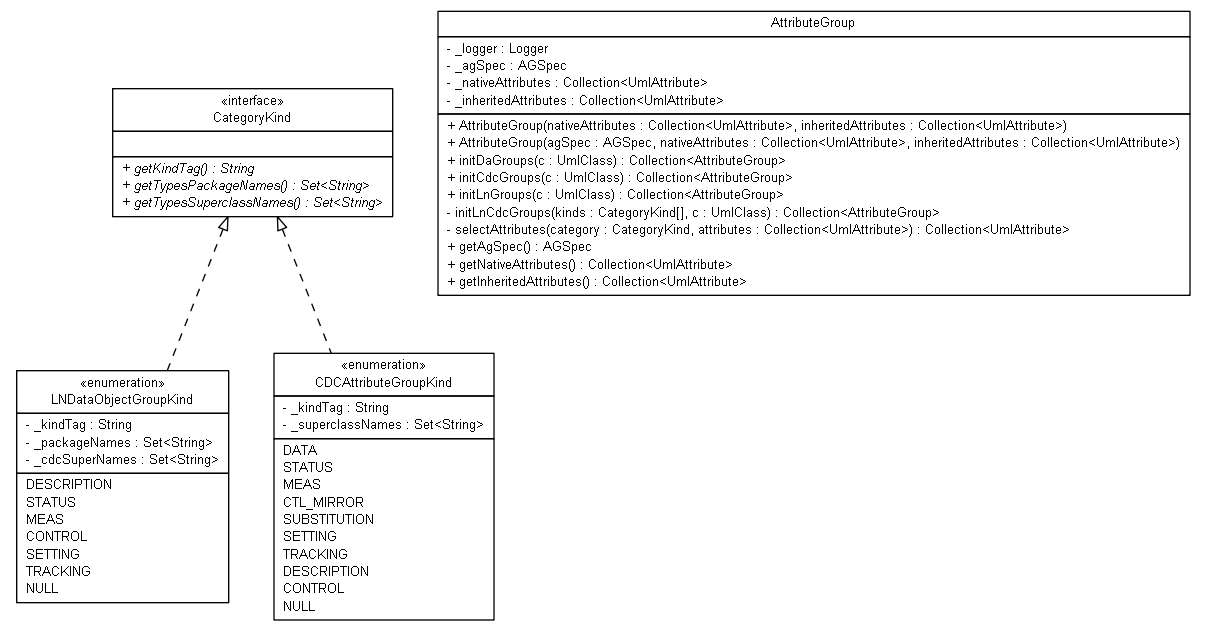 AttributeGroup
- _logger : Logger
- _agSpec : AGSpec
- _nativeAttributes : Collection<UmlAttribute>
- _inheritedAttributes : Collection<UmlAttribute>
+ AttributeGroup(nativeAttributes : Collection<UmlAttribute>, inheritedAttributes : Collection<UmlAttribute>)
+ AttributeGroup(agSpec : AGSpec, nativeAttributes : Collection<UmlAttribute>, inheritedAttributes : Collection<UmlAttribute>)
+ initDaGroups(c : UmlClass) : Collection<AttributeGroup>
+ initCdcGroups(c : UmlClass) : Collection<AttributeGroup>
+ initLnGroups(c : UmlClass) : Collection<AttributeGroup>
- initLnCdcGroups(kinds : CategoryKind[], c : UmlClass) : Collection<AttributeGroup>
- selectAttributes(category : CategoryKind, attributes : Collection<UmlAttribute>) : Collection<UmlAttribute>
+ getAgSpec() : AGSpec
+ getNativeAttributes() : Collection<UmlAttribute>
+ getInheritedAttributes() : Collection<UmlAttribute>
«interface»
CategoryKind
+ getKindTag() : String
+ getTypesPackageNames() : Set<String>
+ getTypesSuperclassNames() : Set<String>
«enumeration»
LNDataObjectGroupKind
- _kindTag : String
- _packageNames : Set<String>
- _cdcSuperNames : Set<String>
DESCRIPTION
STATUS
MEAS
CONTROL
SETTING
TRACKING
NULL
«enumeration»
CDCAttributeGroupKind
- _kindTag : String
- _superclassNames : Set<String>
DATA
STATUS
MEAS
CTL_MIRROR
SUBSTITUTION
SETTING
TRACKING
DESCRIPTION
CONTROL
NULL